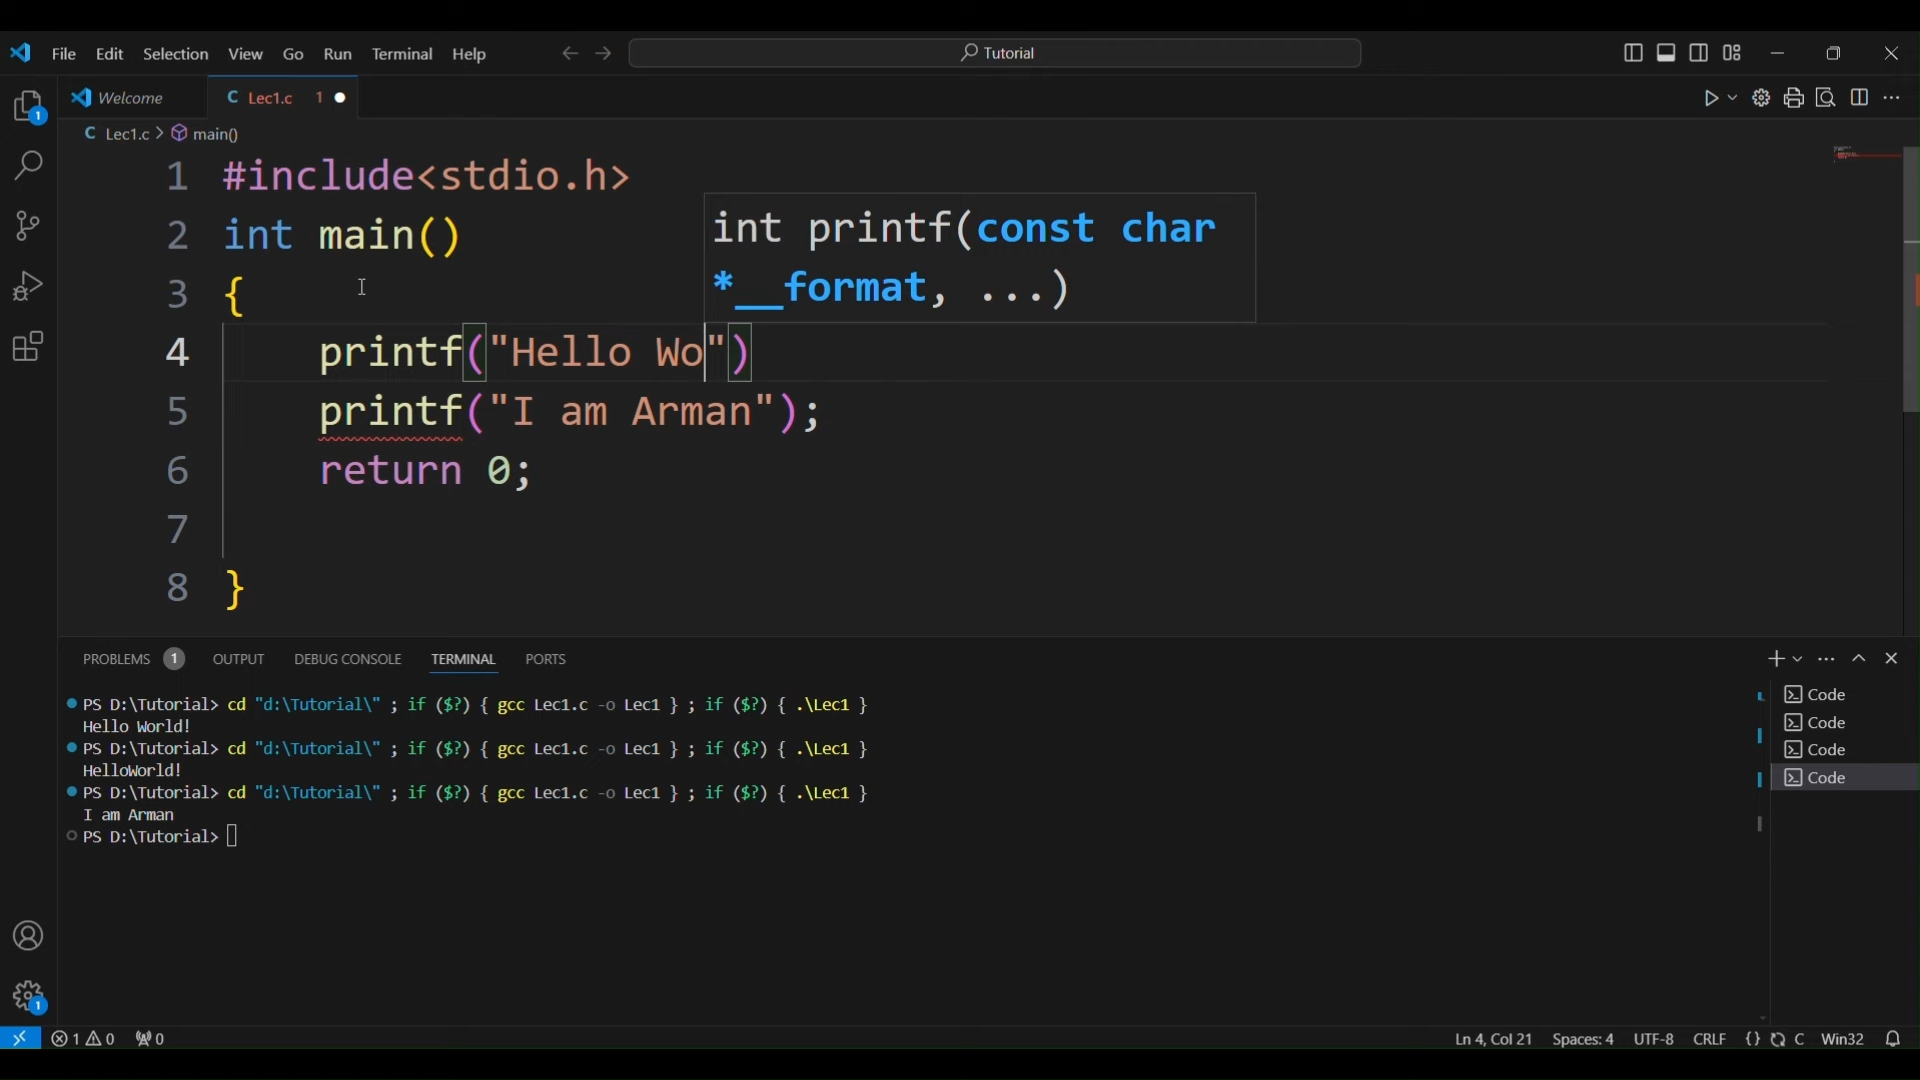 File Edit Selection View Go Run Terminal Help Tutorial
Welcome C Lec1.c 1
C Lec1.c > main()
1 #include<stdio.h>
2 int main()
int printf(const char
*__format, ...)
3 {
4 printf("Hello Wo")
5 printf("I am Arman");
6 return 0;
7
8 }
PROBLEMS 1 OUTPUT DEBUG CONSOLE TERMINAL PORTS
PS D:\Tutorial> cd "d:\Tutorial\" ; if ($?) { gcc Lec1.c -o Lec1 } ; if ($?) { .\Lec1 }
Hello World!
PS D:\Tutorial> cd "d:\Tutorial\" ; if ($?) { gcc Lec1.c -o Lec1 } ; if ($?) { .\Lec1 }
HelloWorld!
PS D:\Tutorial> cd "d:\Tutorial\" ; if ($?) { gcc Lec1.c -o Lec1 } ; if ($?) { .\Lec1 }
I am Arman
PS D:\Tutorial>
Code
Code
Code
Code
1
1
1 0 0 Ln 4, Col 21 Spaces: 4 UTF-8 CRLF {} C Win32